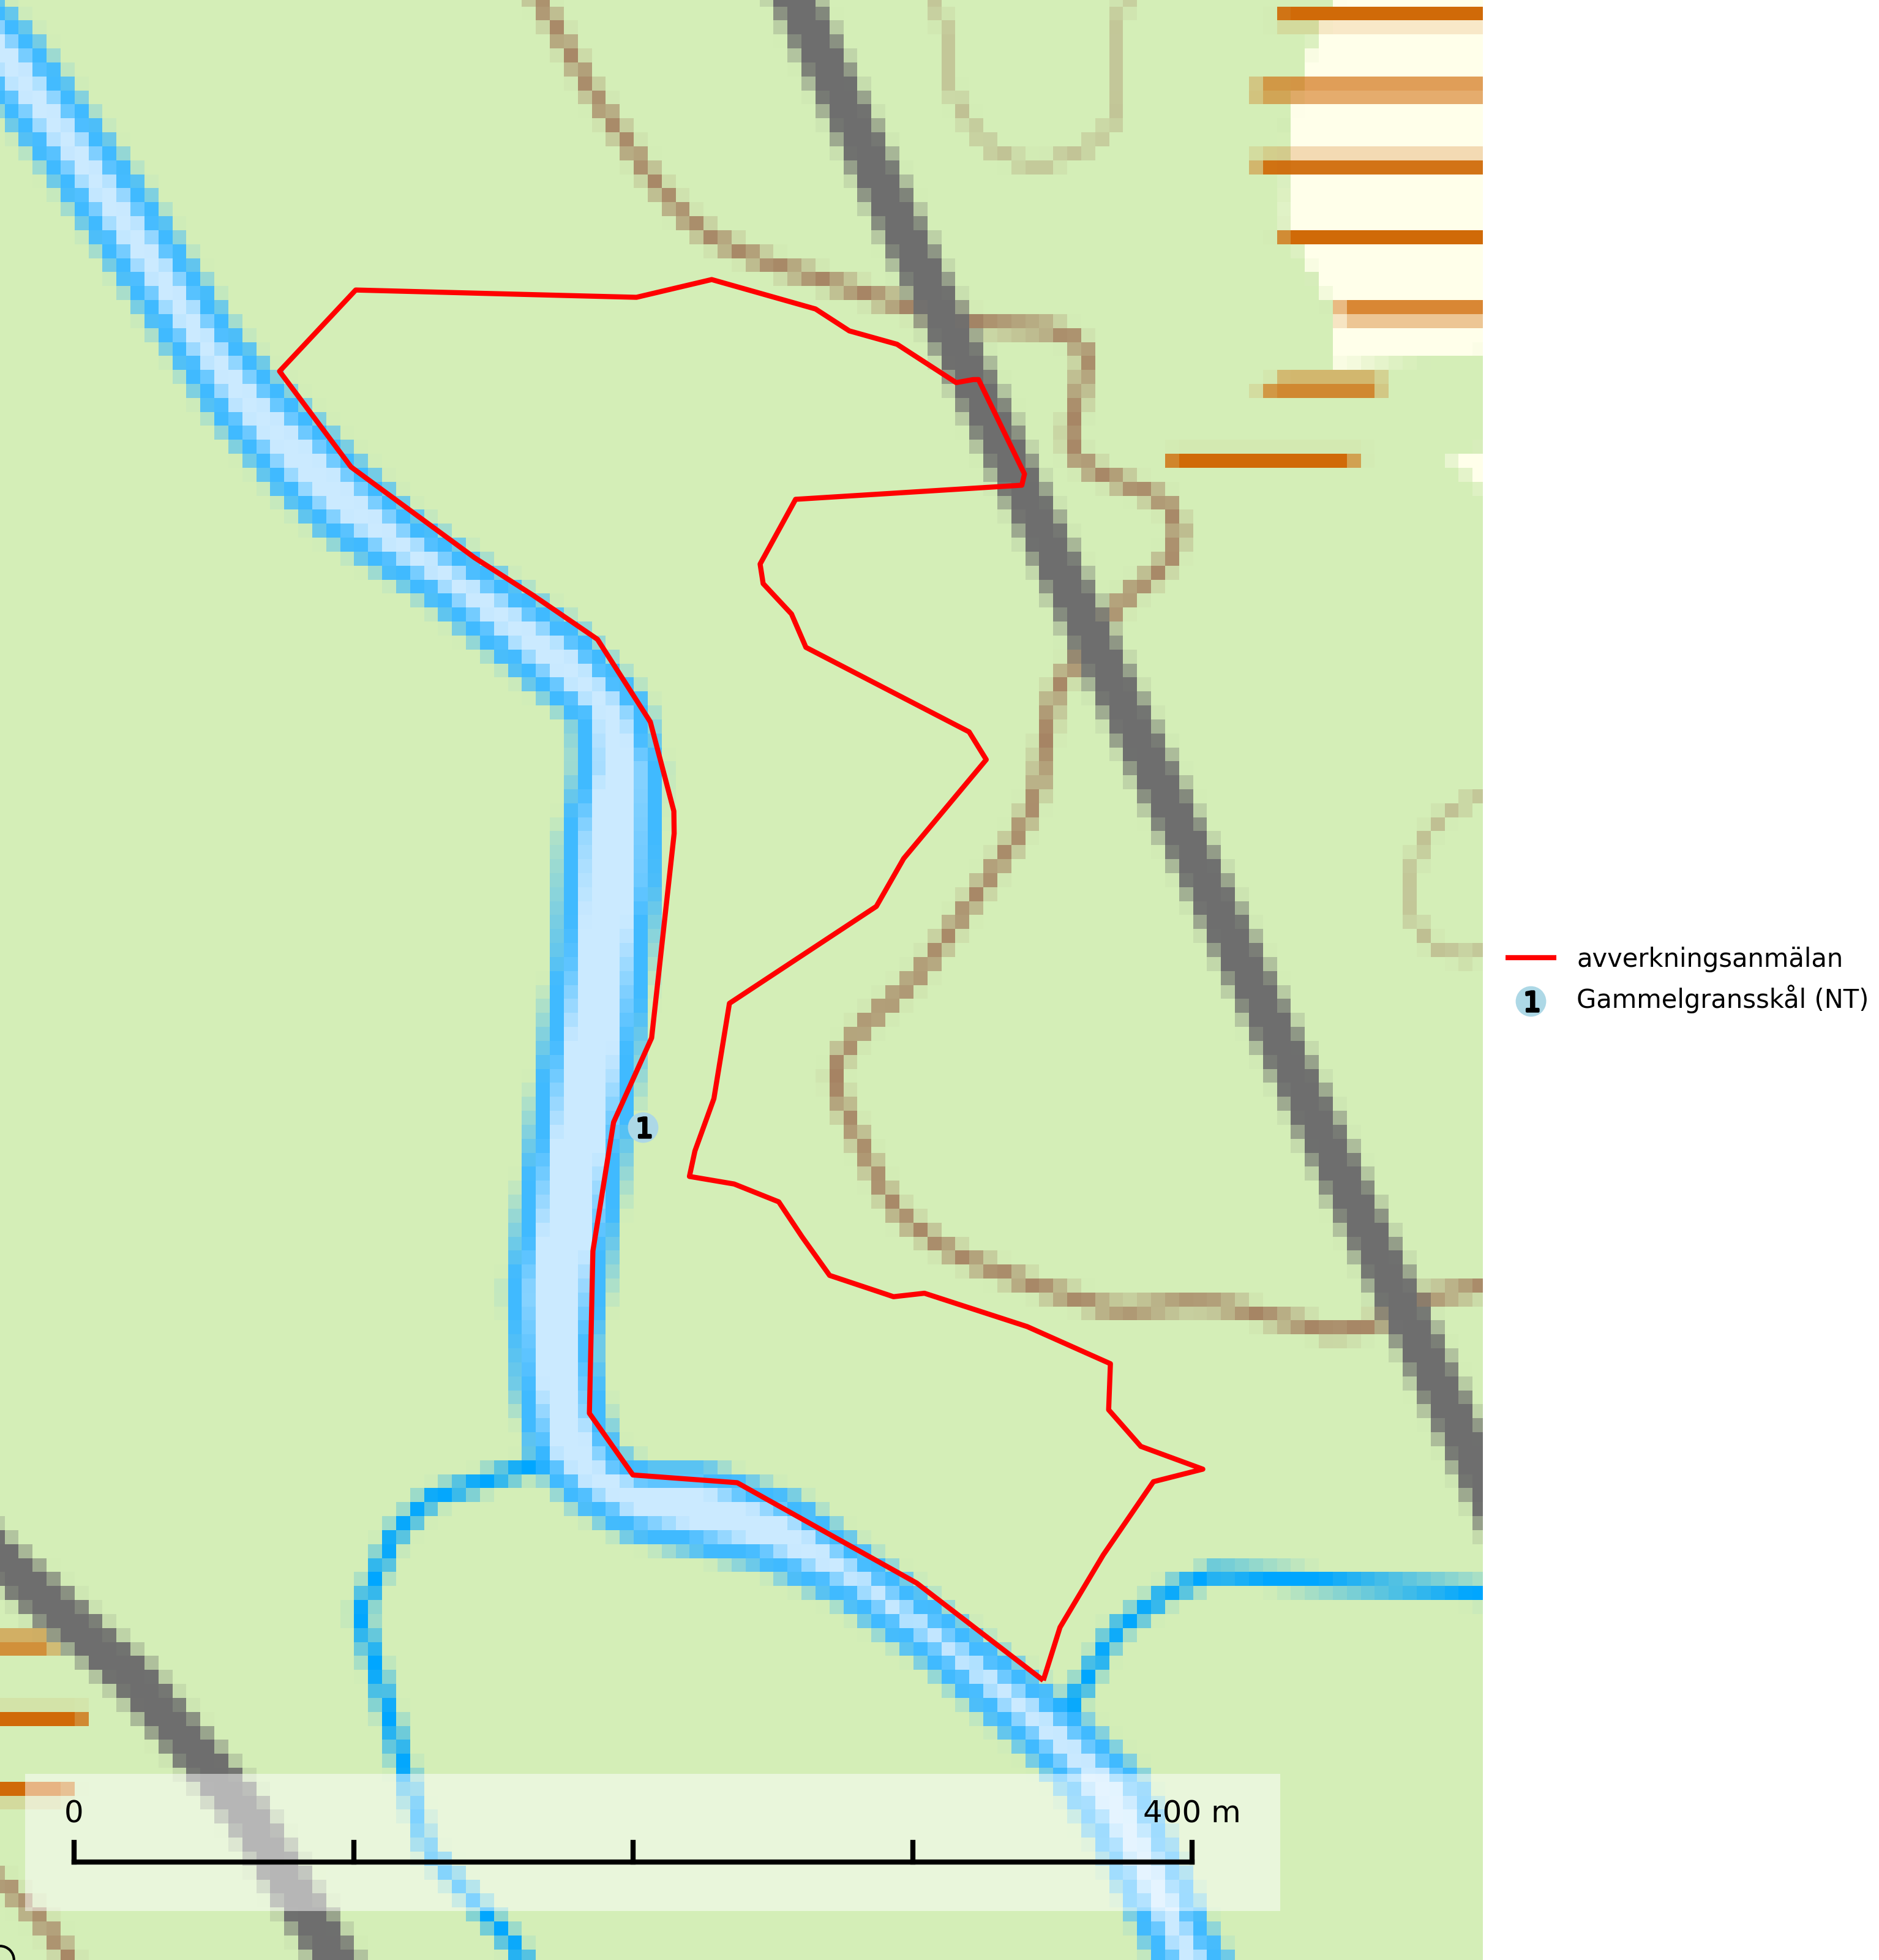 avverkningsanmälan
1 Gammelgransskål (NT)
1
0 400 m